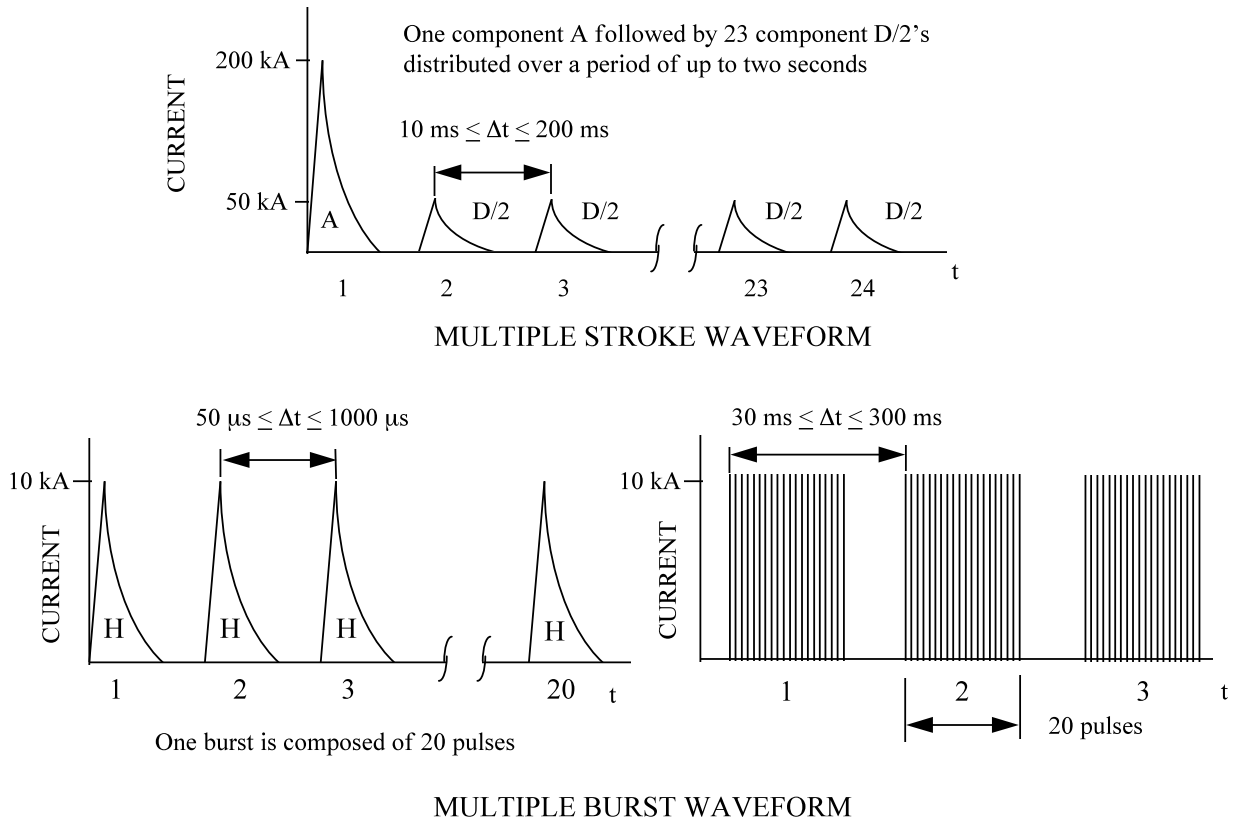 One component A followed by 23 component D/2’s
distributed over a period of up to two seconds
200 kA
CURRENT
10 ms ≤ Δt ≤ 200 ms
50 kA
A
D/2
D/2
D/2
D/2
1
2
3
23
24
t
MULTIPLE STROKE WAVEFORM
50 μs ≤ Δt ≤ 1000 μs
10 kA
CURRENT
H
H
H
H
1
2
3
20
t
One burst is composed of 20 pulses
30 ms ≤ Δt ≤ 300 ms
10 kA
CURRENT
1
2
3
t
20 pulses
MULTIPLE BURST WAVEFORM